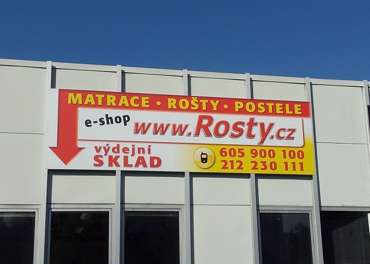 MATRACE · ROŠTY · POSTELE
e-shop www.Rosty.cz
výdejní 605 900 100
SKLAD 212 230 111